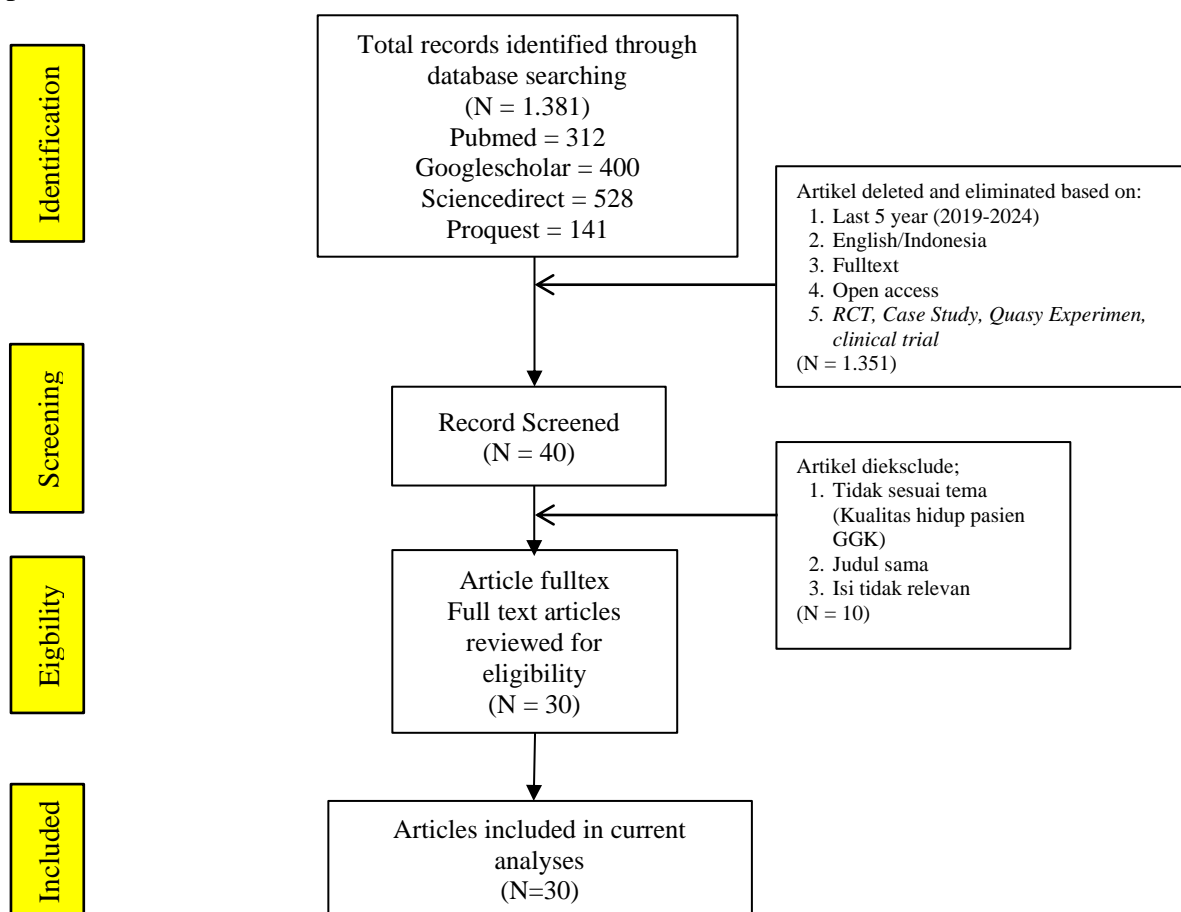 Identification
Total records identified through
database searching
(N = 1.381)
Pubmed = 312
Googlescholar = 400
Sciencedirect = 528
Proquest = 141
Artikel deleted and eliminated based on:
1. Last 5 year (2019-2024)
2. English/Indonesia
3. Fulltext
4. Open access
5. RCT, Case Study, Quasy Experimen,
clinical trial
(N = 1.351)
Screening
Record Screened
(N = 40)
Artikel dieksclude;
1. Tidak sesuai tema
(Kualitas hidup pasien
GGK)
2. Judul sama
3. Isi tidak relevan
(N = 10)
Eigbility
Article fulltex
Full text articles
reviewed for
eligibility
(N = 30)
Included
Articles included in current
analyses
(N=30)